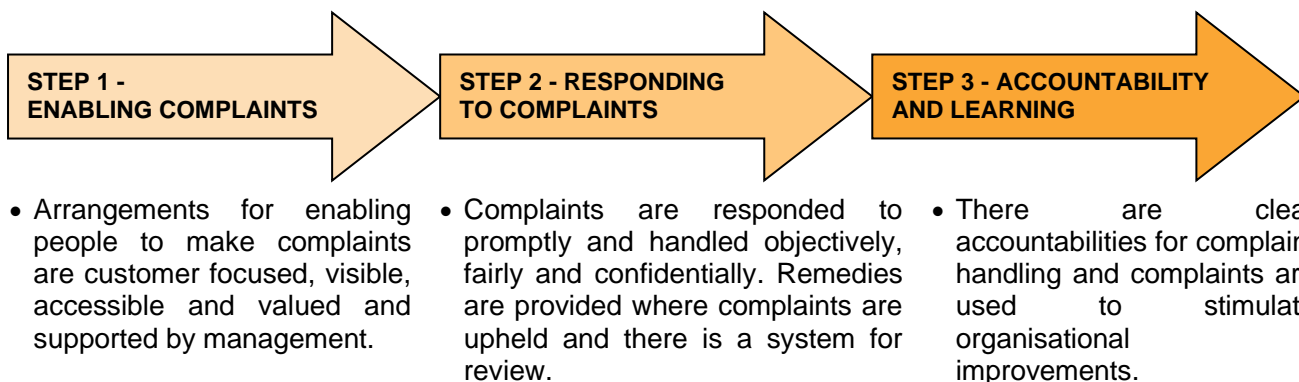 STEP 1 -
ENABLING COMPLAINTS
STEP 2 - RESPONDING
TO COMPLAINTS
STEP 3 - ACCOUNTABILITY
AND LEARNING
• Arrangements for enabling
people to make complaints
are customer focused, visible,
accessible and valued and
supported by management.
• Complaints are responded to
promptly and handled objectively,
fairly and confidentially. Remedies
are provided where complaints are
upheld and there is a system for
review.
• There are clea
accountabilities for complain
handling and complaints ar
used to stimulat
organisational
improvements.